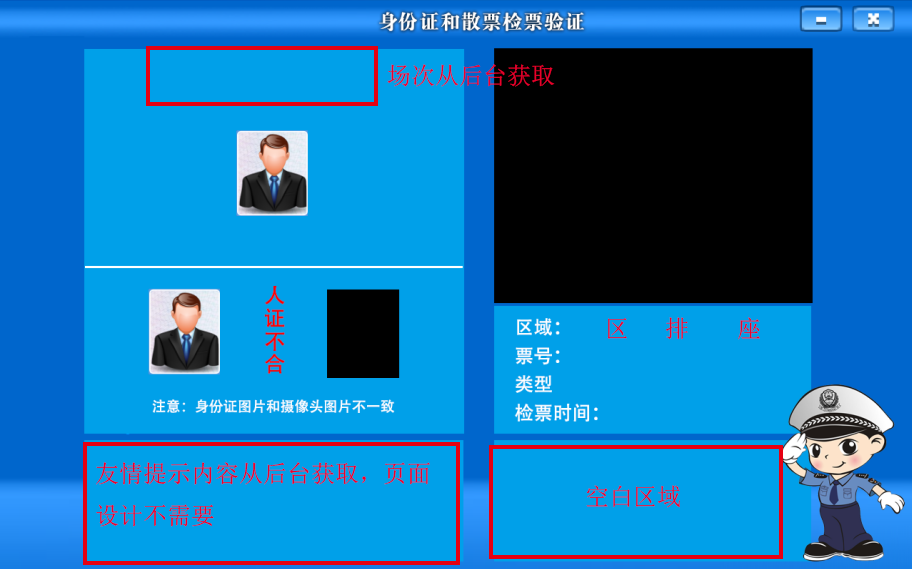 身份证和散票检票验证
场次从后台获取
人
证
不
合
注意：身份证图片和摄像头图片不一致
区域： 区 排 座
票号：
类型
检票时间：
友情提示内容从后台获取，页面
设计不需要
空白区域